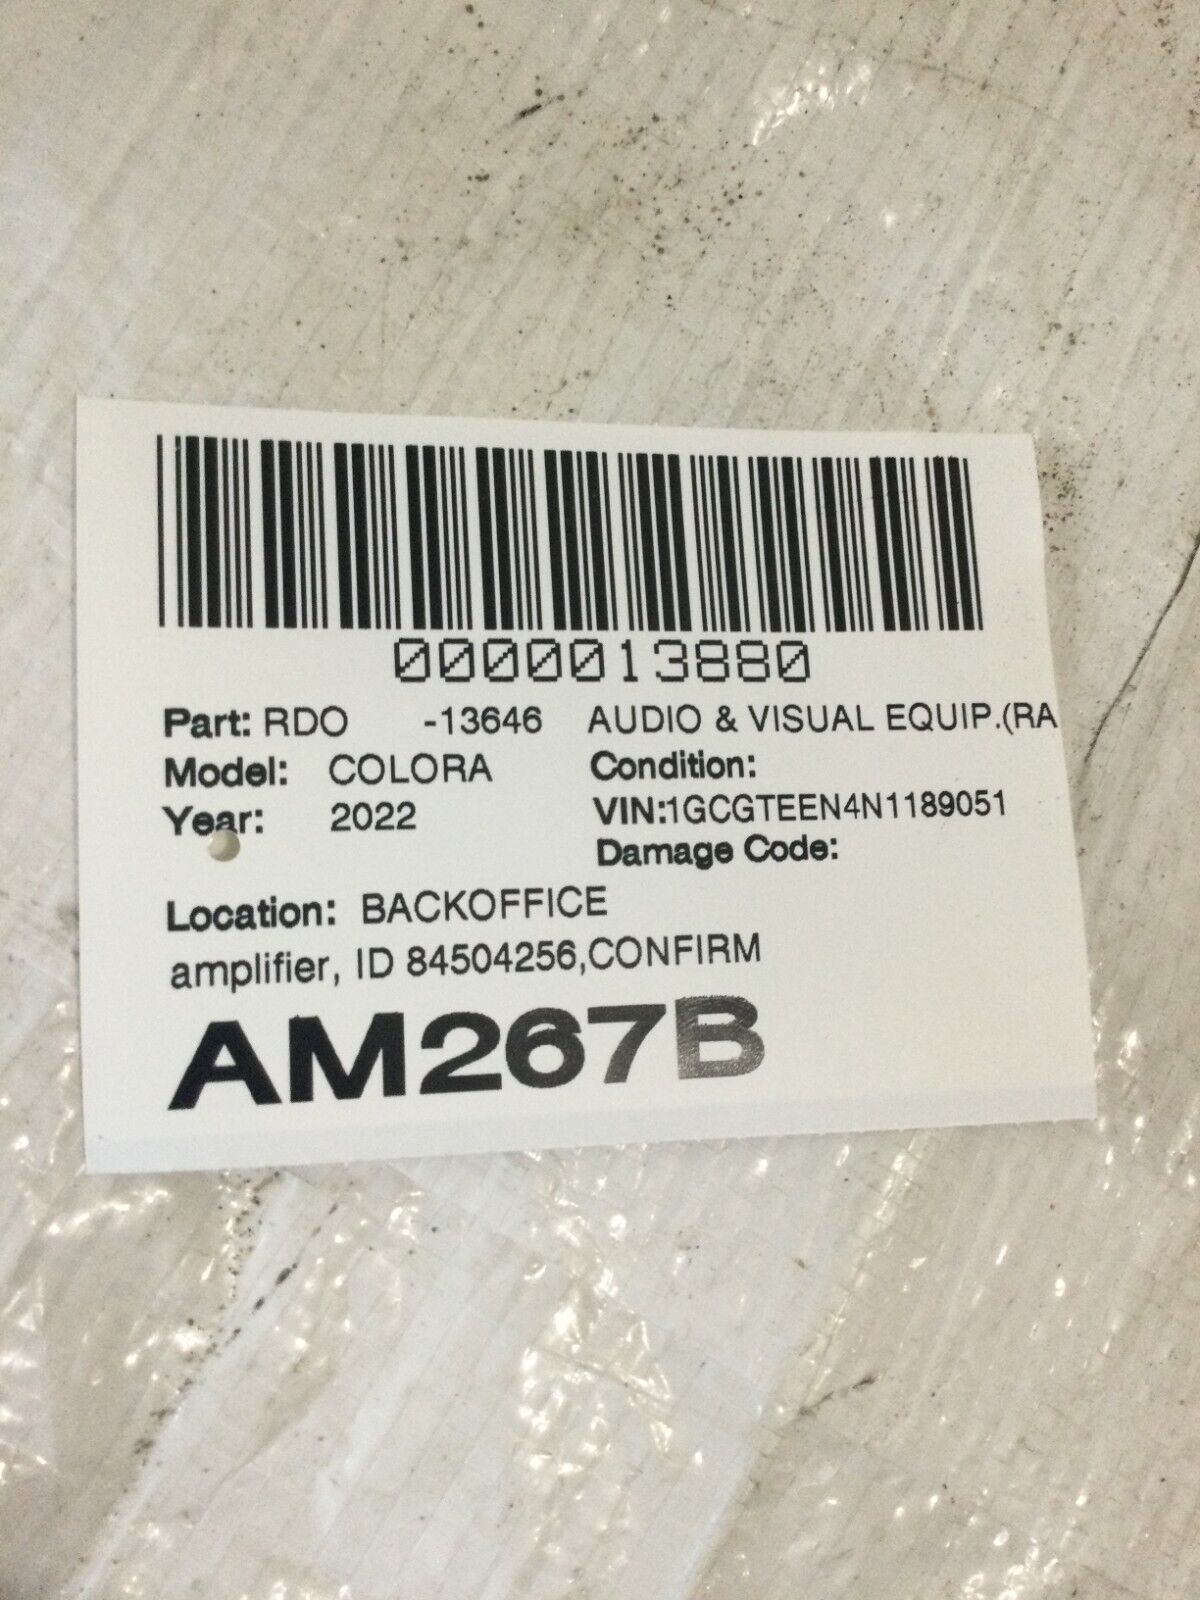 0000013880
Part: RDO -13646 AUDIO & VISUAL EQUIP.(RA
Model: COLORA Condition:
Year: 2022 VIN:1GCGTEEN4N1189051
Damage Code:
Location: BACKOFFICE
amplifier, ID 84504256,CONFIRM
AM267B